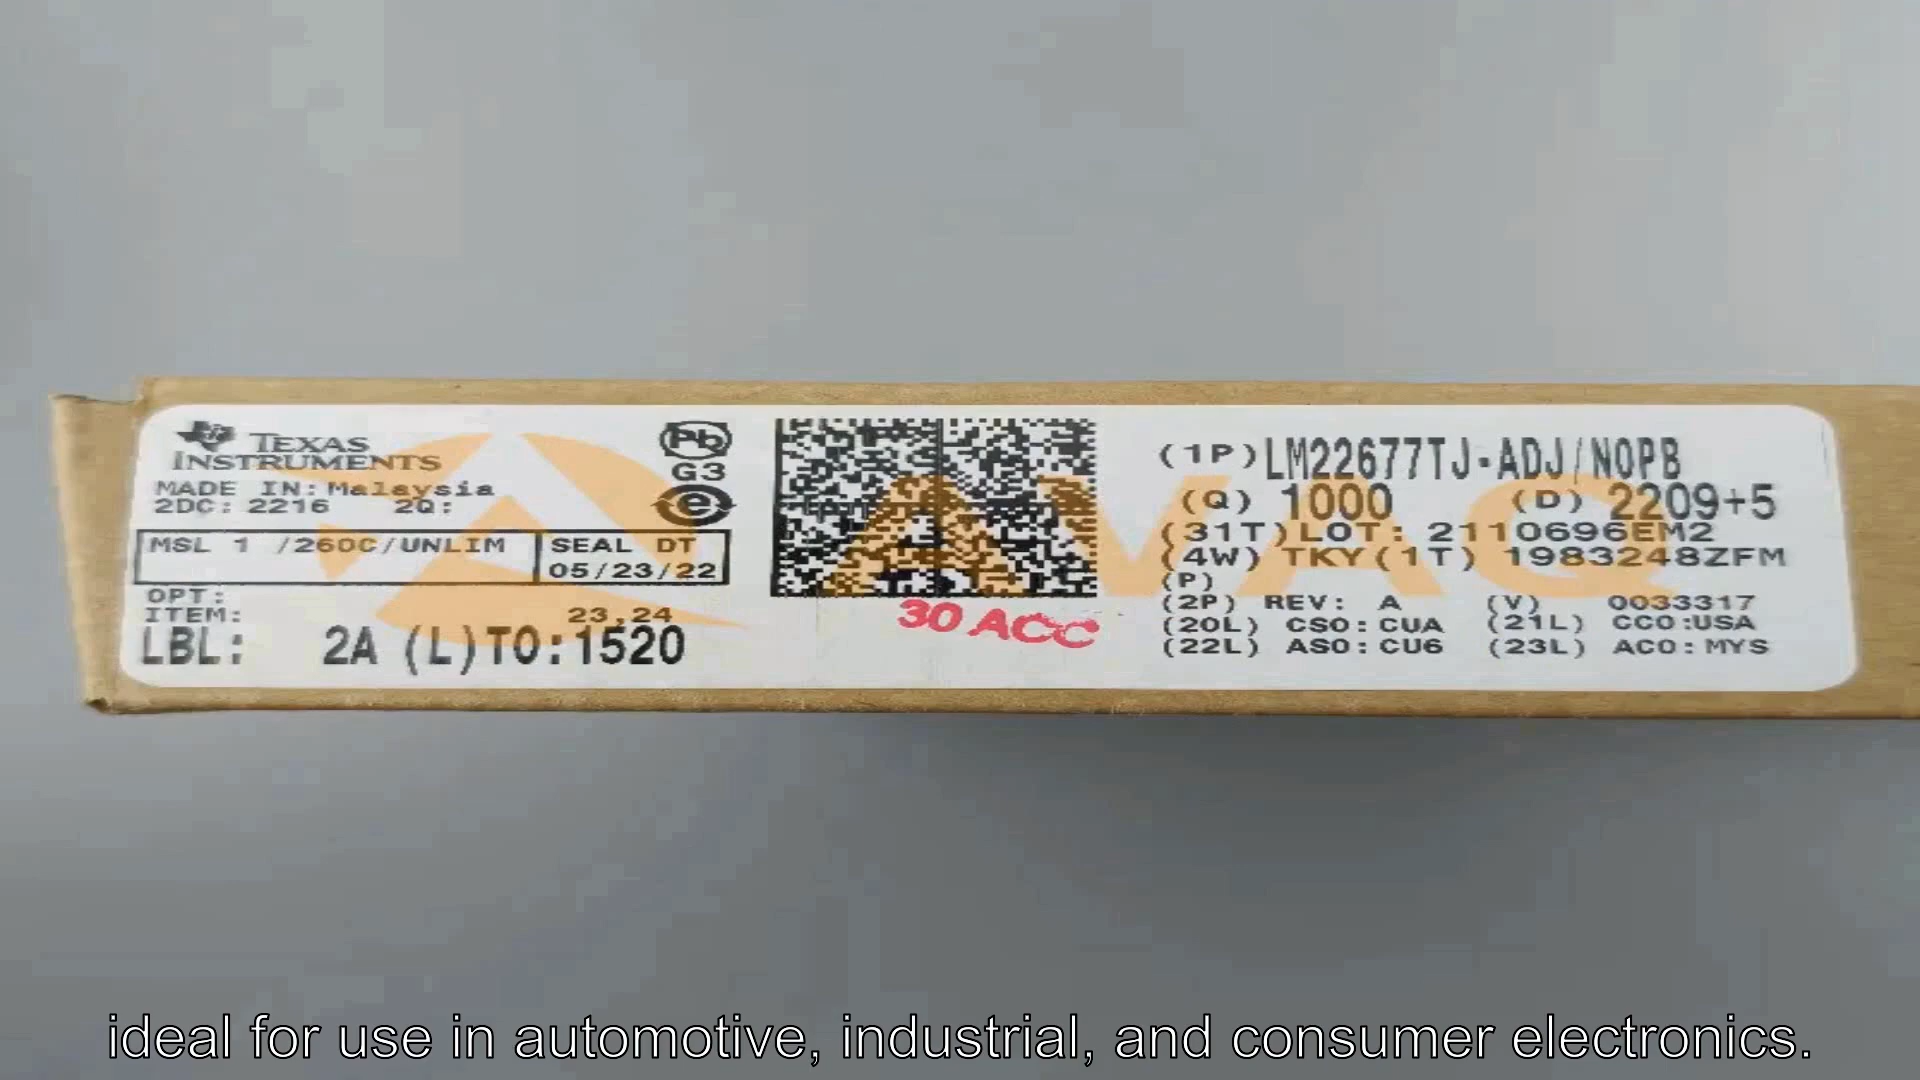 TEXAS
INSTRUMENTS
MADE IN: Malaysia
2DC: 2216 2Q:
Pb
G3
e
MSL 1 /260C/UNLIM
SEAL DT
05/23/22
OPT:
ITEM:
23,24
LBL: 2A (L)TO:1520
30 ACC
(1P)LM22677TJ-ADJ/NOPB
(Q) 1000 (D) 2209+5
(31T)LOT: 2110696EM2
(4W) TKY(1T) 1983248ZFM
(P)
(2P) REV: A (V) 0033317
(20L) CSO:CUA (21L) CCO:USA
(22L) ASO:CU6 (23L) ACO:MYS
AVAQ
ideal for use in automotive, industrial, and consumer electronics.